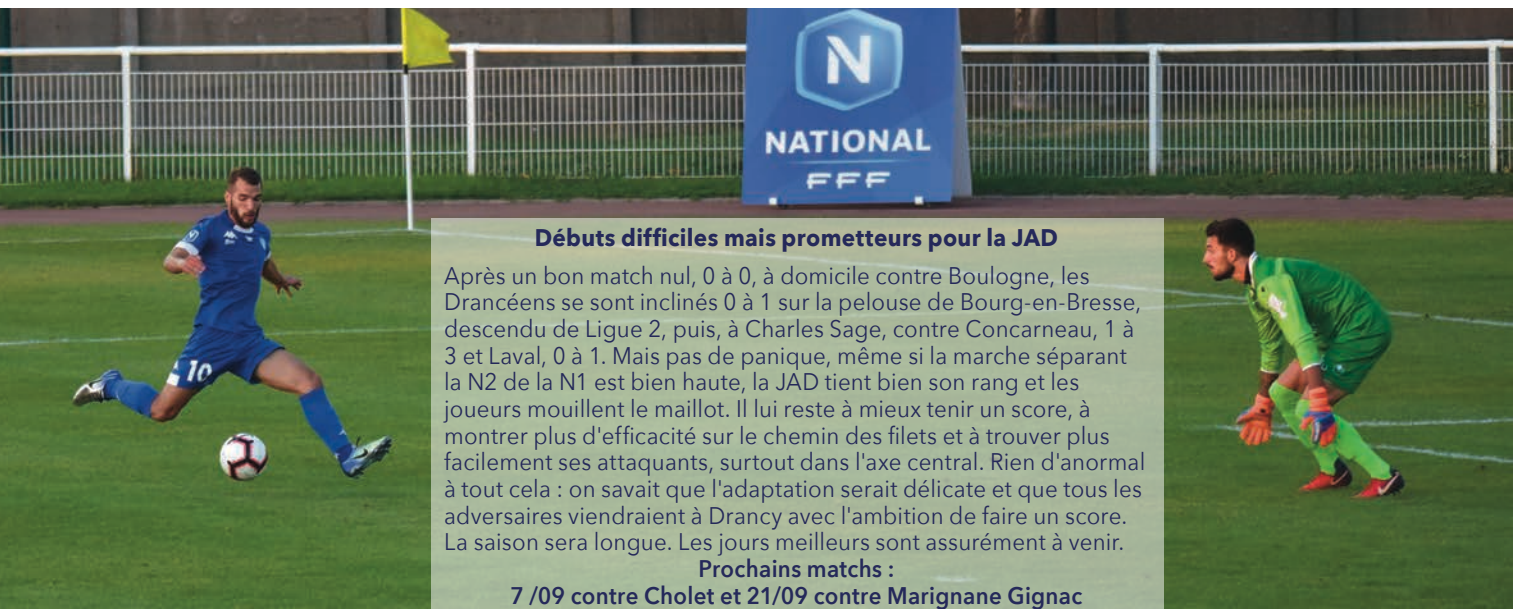 N
NATIONAL
FFF
10
Débuts difficiles mais prometteurs pour la JAD
Après un bon match nul, 0 à 0, à domicile contre Boulogne, les
Drancéens se sont inclinés 0 à 1 sur la pelouse de Bourg-en-Bresse,
descendu de Ligue 2, puis, à Charles Sage, contre Concarneau, 1 à
3 et Laval, 0 à 1. Mais pas de panique, même si la marche séparant
la N2 de la N1 est bien haute, la JAD tient bien son rang et les
joueurs mouillent le maillot. Il lui reste à mieux tenir un score, à
montrer plus d'efficacité sur le chemin des filets et à trouver plus
facilement ses attaquants, surtout dans l'axe central. Rien d'anormal
à tout cela : on savait que l'adaptation serait délicate et que tous les
adversaires viendraient à Drancy avec l'ambition de faire un score.
La saison sera longue. Les jours meilleurs sont assurément à venir.
Prochains matchs :
7 /09 contre Cholet et 21/09 contre Marignane Gignac